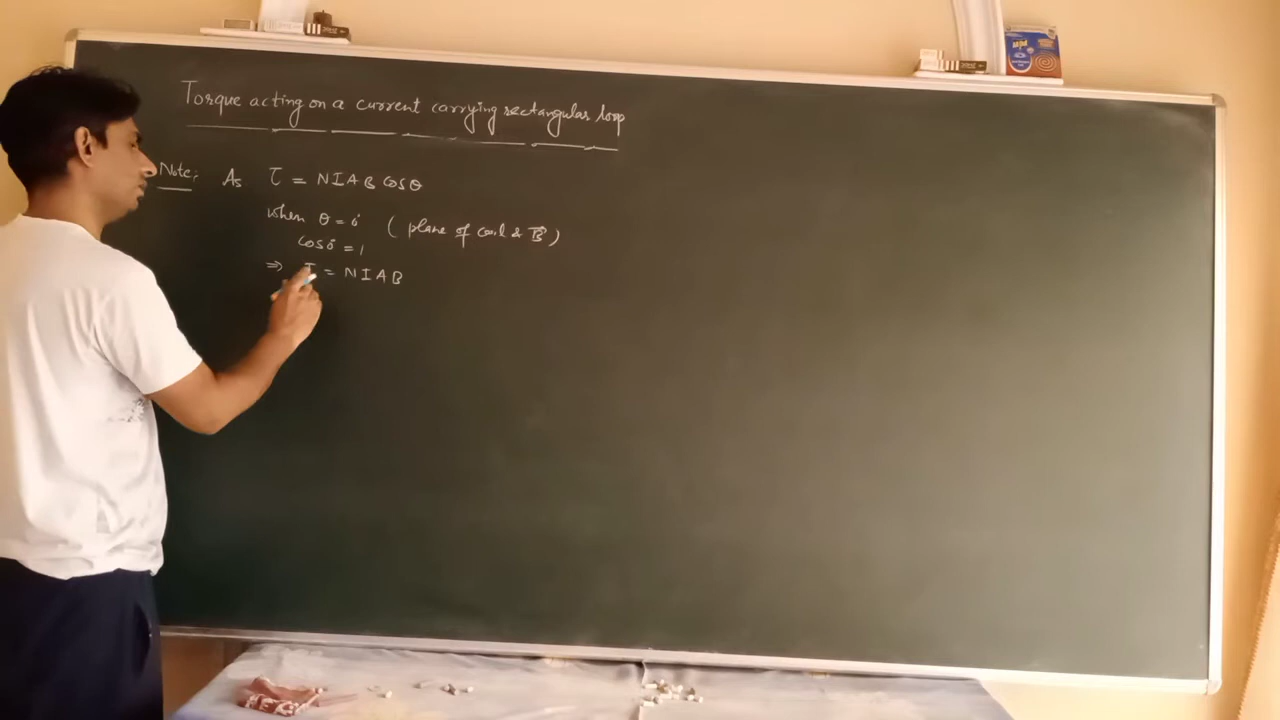 Torque acting on a current carrying rectangular loop
Note: As τ = NIAB cosθ
when θ = 0° (plane of coil & B⃗)
cos0° = 1
⇒ τ = NIAB